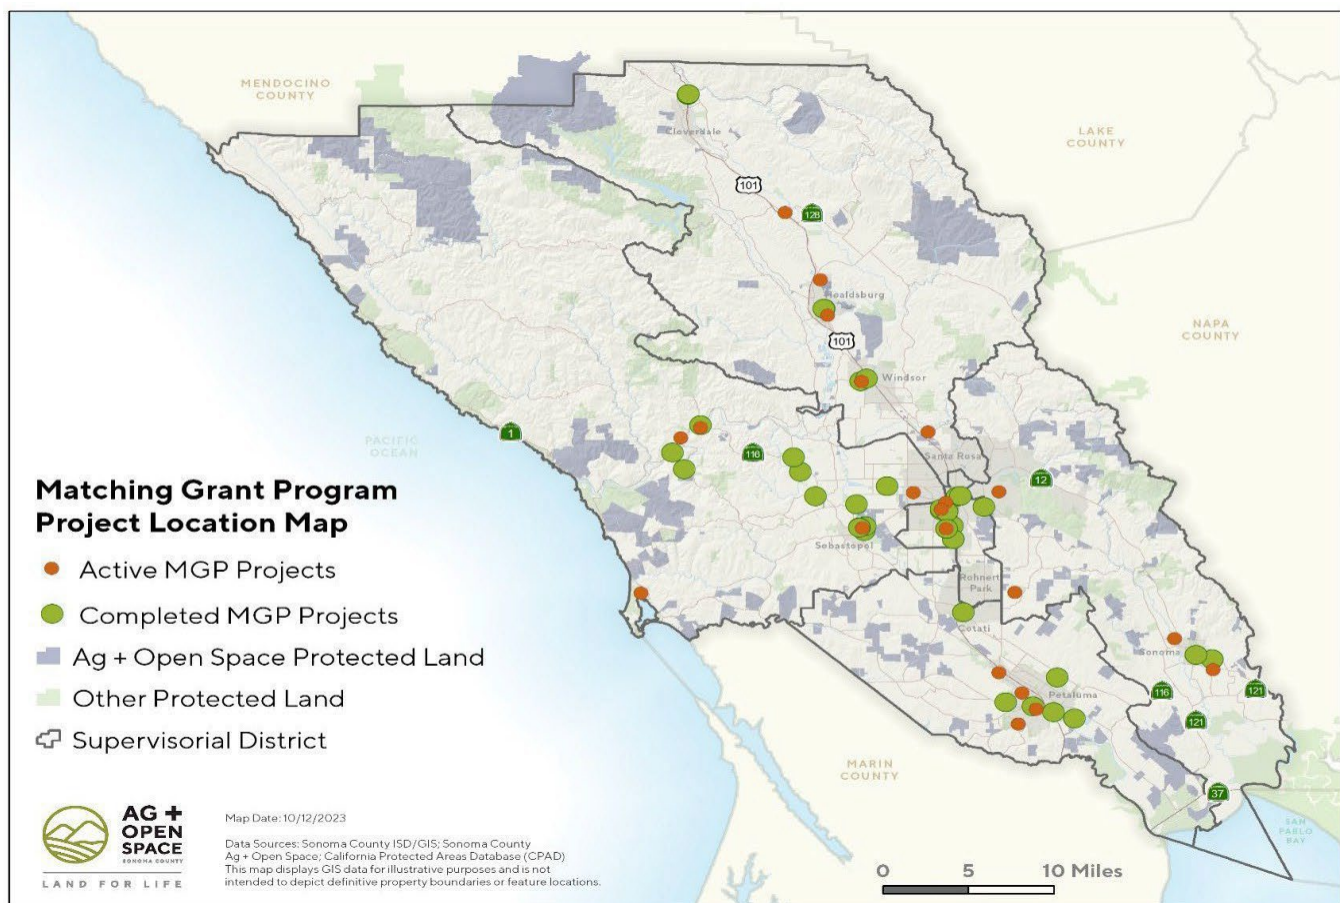 MENDOCINO
COUNTY
LAKE
COUNTY
Cloverdale
101
128
Healdsburg
NAPA
COUNTY
101
Windsor
1
PACIFIC
OCEAN
116
Santa Rosa
12
Sebastopol
Rohnert
Park
Cotati
Sonoma
Petaluma
116
121
121
MARIN
COUNTY
37
SAN
PABLO
BAY
Matching Grant Program
Project Location Map
Active MGP Projects
Completed MGP Projects
Ag + Open Space Protected Land
Other Protected Land
Supervisorial District
AG +
OPEN
SPACE
SONOMA COUNTY
LAND FOR LIFE
Map Date: 10/12/2023
Data Sources: Sonoma County ISD/GIS; Sonoma County
Ag + Open Space; California Protected Areas Database (CPAD)
This map displays GIS data for illustrative purposes and is not
intended to depict definitive property boundaries or feature locations.
0 5 10 Miles